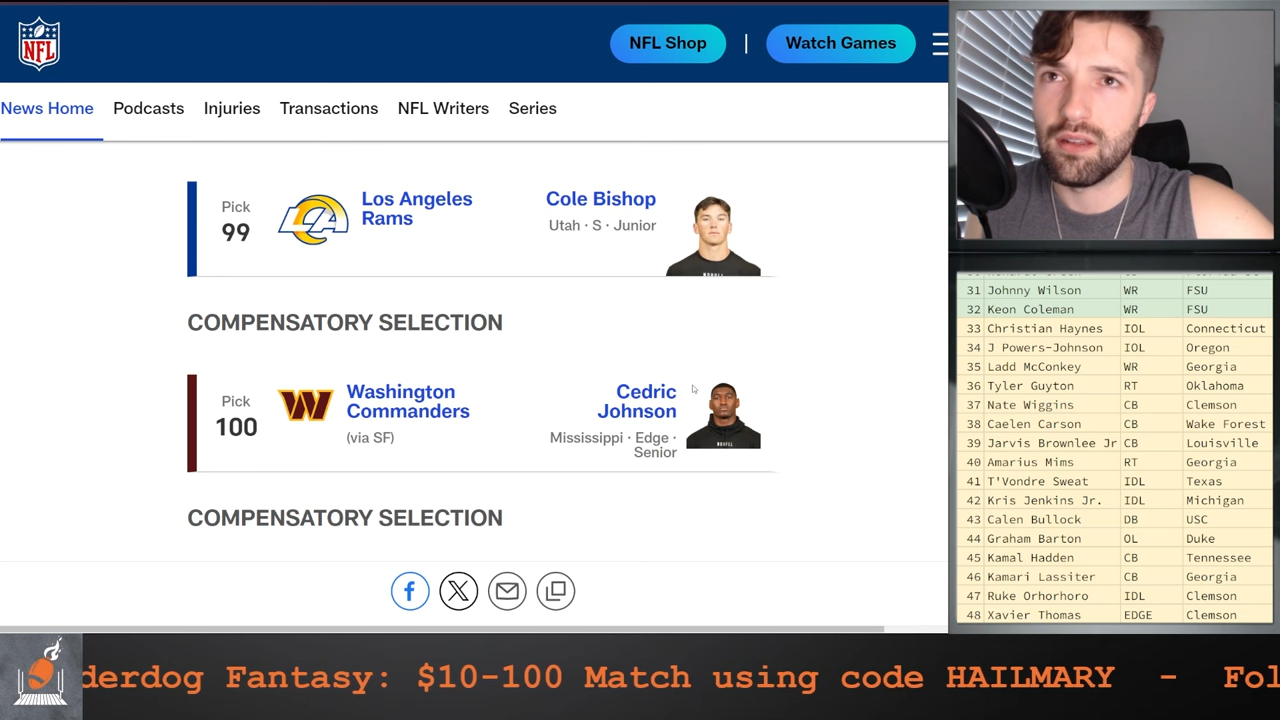 NFL
NFL Shop | Watch Games
News Home Podcasts Injuries Transactions NFL Writers Series
Pick
99
Los Angeles
Rams
Cole Bishop
Utah · S · Junior
COMPENSATORY SELECTION
Pick
100
Washington
Commanders
(via SF)
Cedric
Johnson
Mississippi · Edge ·
Senior
COMPENSATORY SELECTION
31 Johnny Wilson WR FSU
32 Keon Coleman WR FSU
33 Christian Haynes IOL Connecticut
34 J Powers-Johnson IOL Oregon
35 Ladd McConkey WR Georgia
36 Tyler Guyton RT Oklahoma
37 Nate Wiggins CB Clemson
38 Caelen Carson CB Wake Forest
39 Jarvis Brownlee Jr CB Louisville
40 Amarius Mims RT Georgia
41 T'Vondre Sweat IDL Texas
42 Kris Jenkins Jr. IDL Michigan
43 Calen Bullock DB USC
44 Graham Barton OL Duke
45 Kamal Hadden CB Tennessee
46 Kamari Lassiter CB Georgia
47 Ruke Orhorhoro IDL Clemson
48 Xavier Thomas EDGE Clemson
derdog Fantasy: $10-100 Match using code HAILMARY - Fol